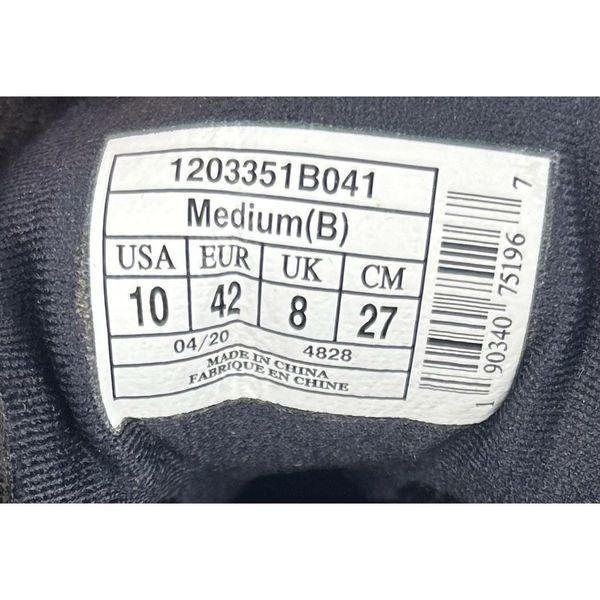 1203351B041
Medium(B)
USA EUR UK CM
10 42 8 27
04/20 4828
MADE IN CHINA
FABRIQUE EN CHINE
1 90340 75196 7